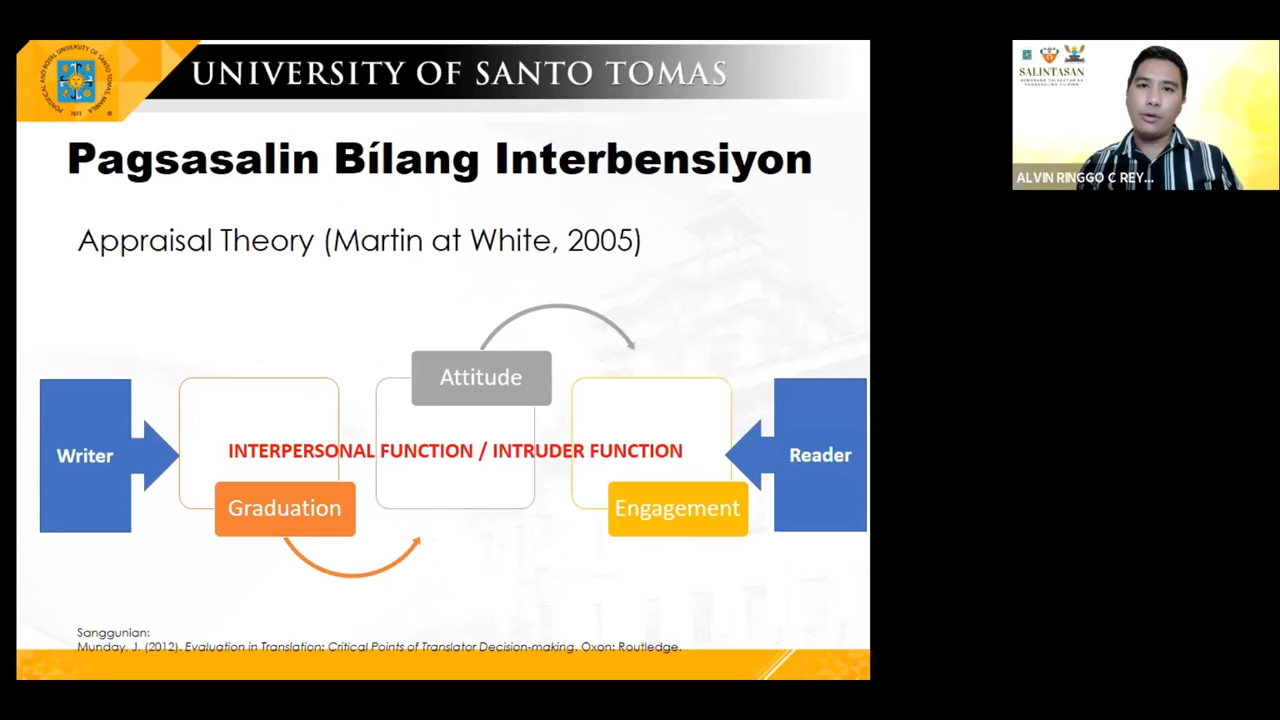 UNIVERSITY OF SANTO TOMAS
Pagsasalin Bílang Interbensiyon
Appraisal Theory (Martin at White, 2005)
Attitude
Writer
INTERPERSONAL FUNCTION / INTRUDER FUNCTION
Reader
Graduation
Engagement
Sanggunian:
Munday, J. (2012). Evaluation in Translation: Critical Points of Translator Decision-making. Oxon: Routledge.
SALINTASAN
ALVIN RINGGO C REY...